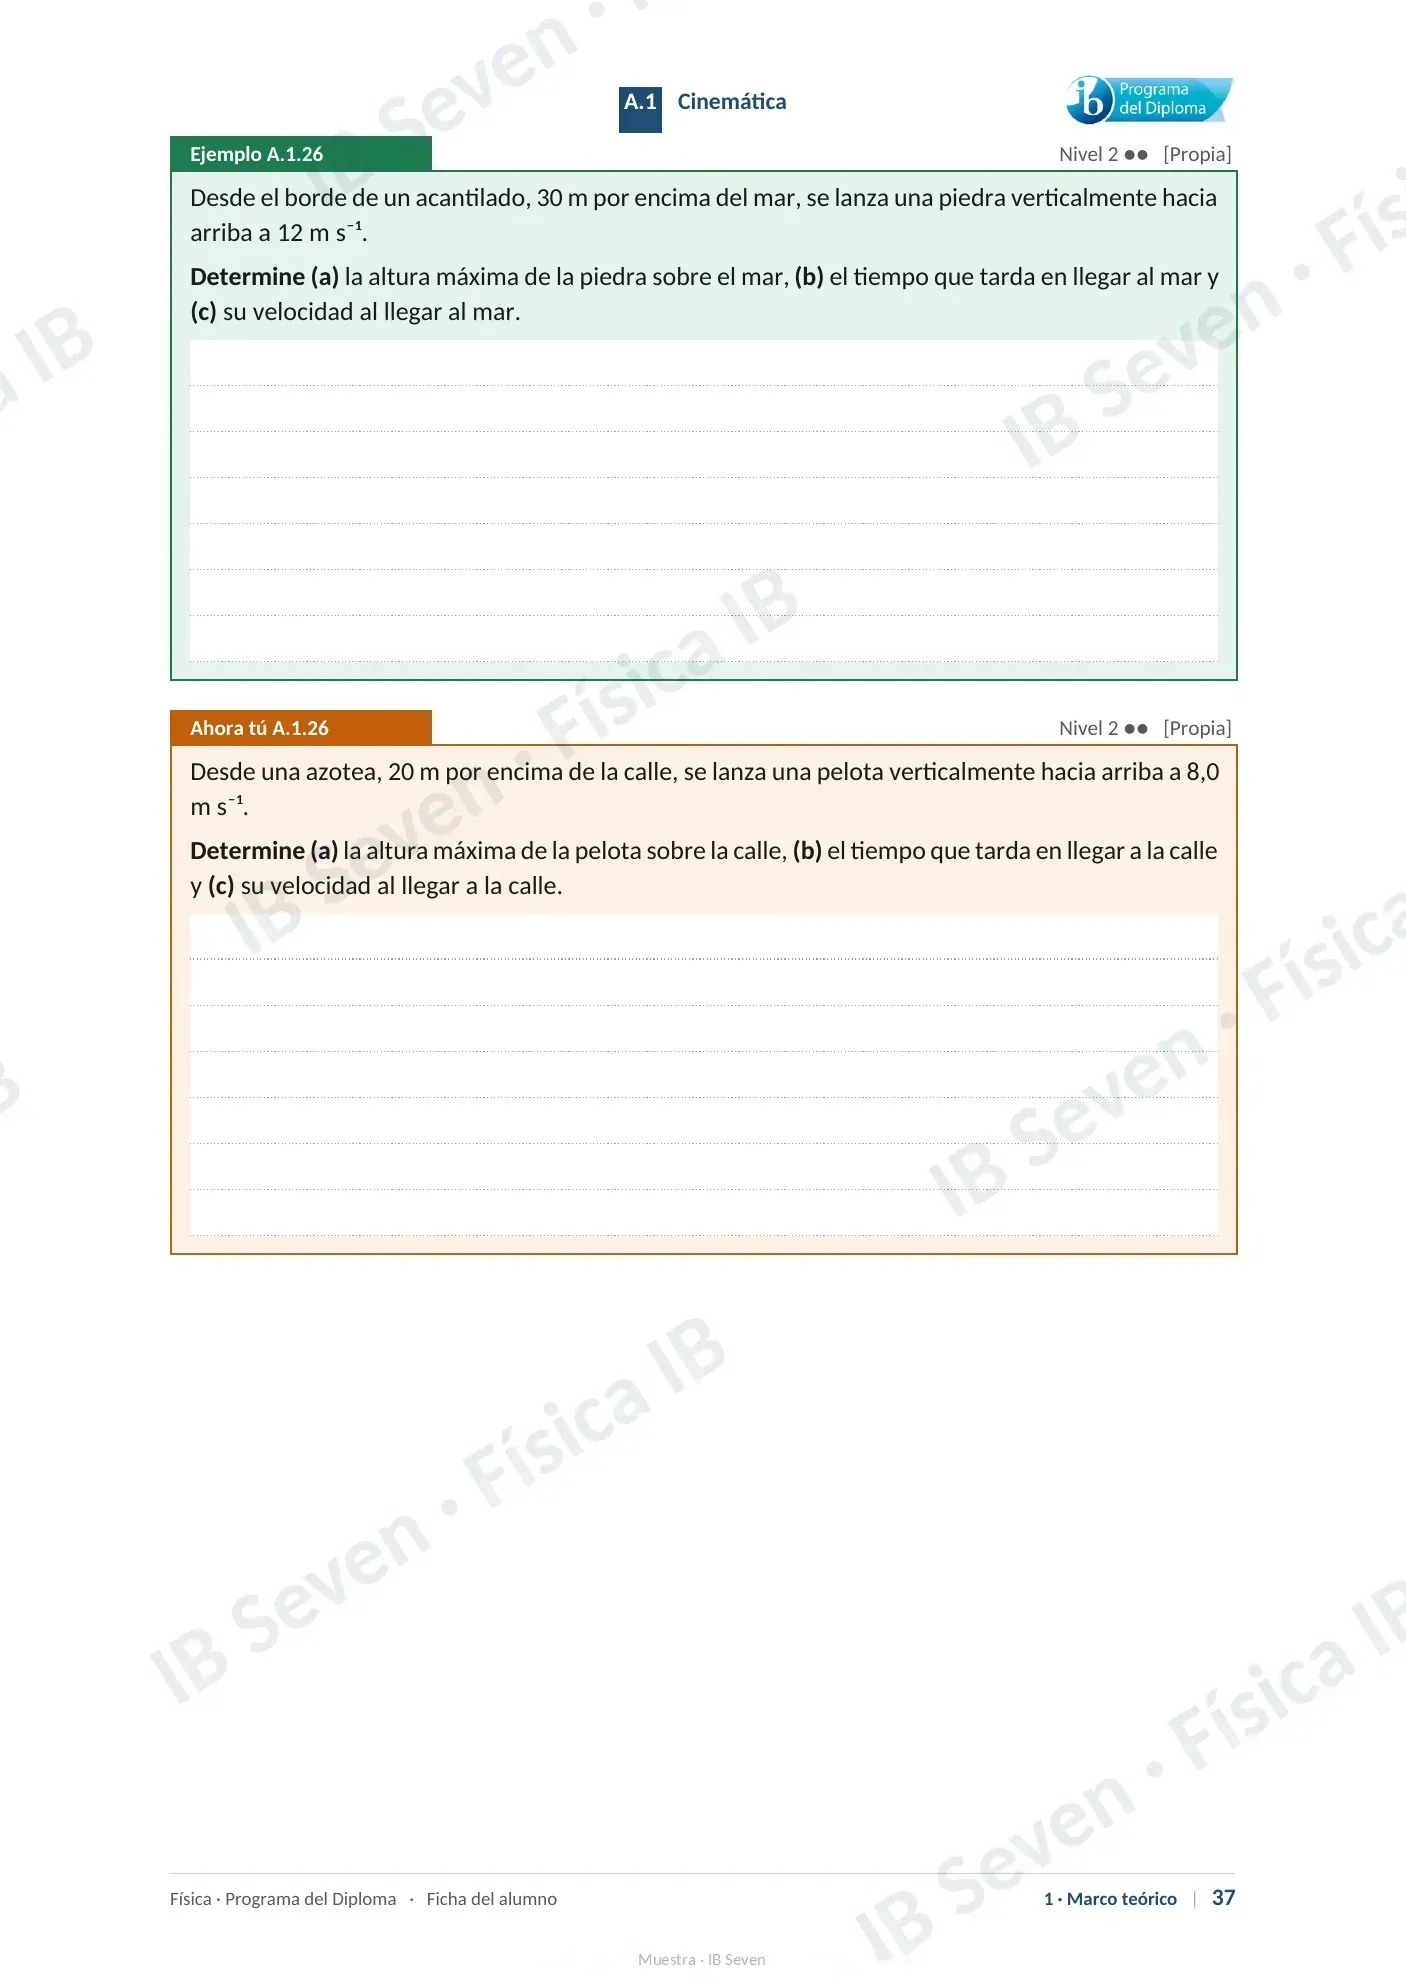 A.1 Cinemática
ib Programa
del Diploma
Ejemplo A.1.26 Nivel 2 ●● [Propia]
Desde el borde de un acantilado, 30 m por encima del mar, se lanza una piedra verticalmente hacia
arriba a 12 m s⁻¹.
Determine (a) la altura máxima de la piedra sobre el mar, (b) el tiempo que tarda en llegar al mar y
(c) su velocidad al llegar al mar.
Ahora tú A.1.26 Nivel 2 ●● [Propia]
Desde una azotea, 20 m por encima de la calle, se lanza una pelota verticalmente hacia arriba a 8,0
m s⁻¹.
Determine (a) la altura máxima de la pelota sobre la calle, (b) el tiempo que tarda en llegar a la calle
y (c) su velocidad al llegar a la calle.
IB Seven · Física IB
IB Seven · Física IB
IB Seven · Física IB
IB Seven · Física
IB Seven · Física IB
Física · Programa del Diploma · Ficha del alumno 1 · Marco teórico | 37
Muestra · IB Seven